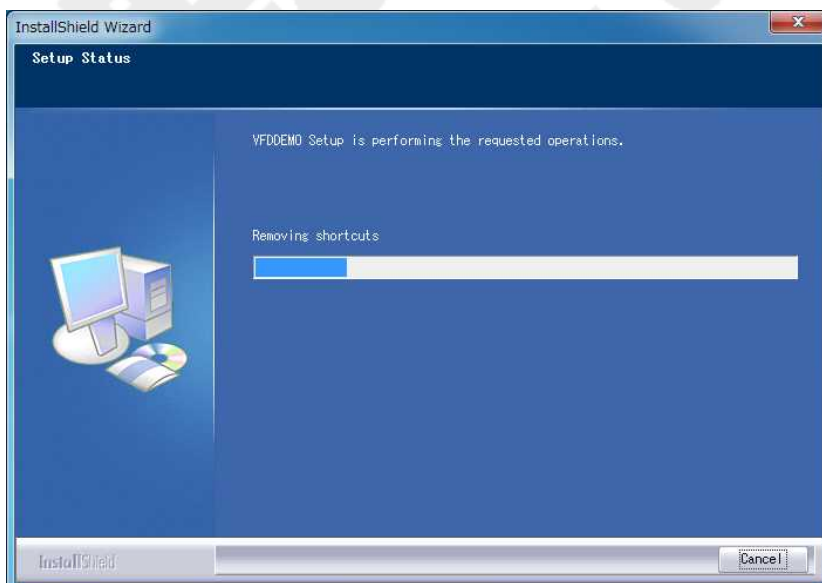 InstallShield Wizard
Setup Status
VFDDEMO Setup is performing the requested operations.
Removing shortcuts
InstallShield
Cancel